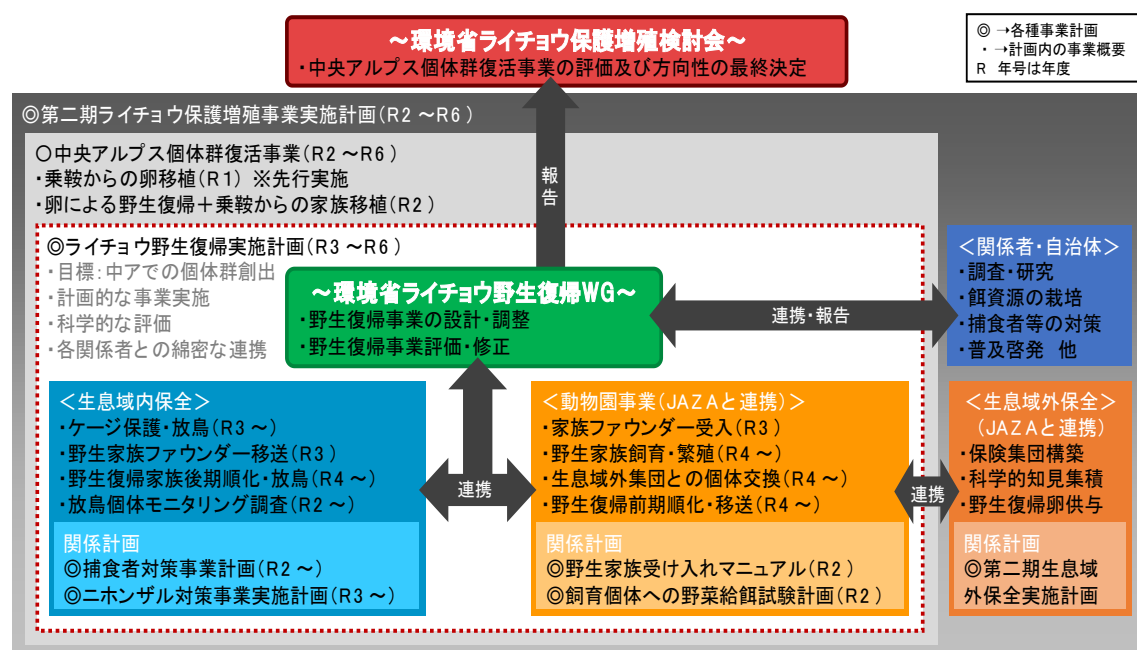 ～環境省ライチョウ保護増殖検討会～
・中央アルプス個体群復活事業の評価及び方向性の最終決定
◎ →各種事業計画
・ →計画内の事業概要
R 年号は年度
◎第二期ライチョウ保護増殖事業実施計画(R2～R6)
〇中央アルプス個体群復活事業(R2～R6)
・乗鞍からの卵移植(R1) ※先行実施
・卵による野生復帰＋乗鞍からの家族移植(R2)
報告
◎ライチョウ野生復帰実施計画(R3～R6)
・目標：中アでの個体群創出
・計画的な事業実施
・科学的な評価
・各関係者との綿密な連携
～環境省ライチョウ野生復帰WG～
・野生復帰事業の設計・調整
・野生復帰事業評価・修正
連携・報告
＜関係者・自治体＞
・調査・研究
・餌資源の栽培
・捕食者等の対策
・普及啓発 他
＜生息域内保全＞
・ケージ保護・放鳥(R3～)
・野生家族ファウンダー移送(R3)
・野生復帰家族後期順化・放鳥(R4～)
・放鳥個体モニタリング調査(R2～)
関係計画
◎捕食者対策事業計画(R2～)
◎ニホンザル対策事業実施計画(R3～)
連携
＜動物園事業(JAZAと連携)＞
・家族ファウンダー受入(R3)
・野生家族飼育・繁殖(R4～)
・生息域外集団との個体交換(R4～)
・野生復帰前期順化・移送(R4～)
関係計画
◎野生家族受け入れマニュアル(R2)
◎飼育個体への野菜給餌試験計画(R2)
連携
＜生息域外保全＞
(JAZAと連携)
・保険集団構築
・科学的知見集積
・野生復帰卵供与
関係計画
◎第二期生息域
外保全実施計画